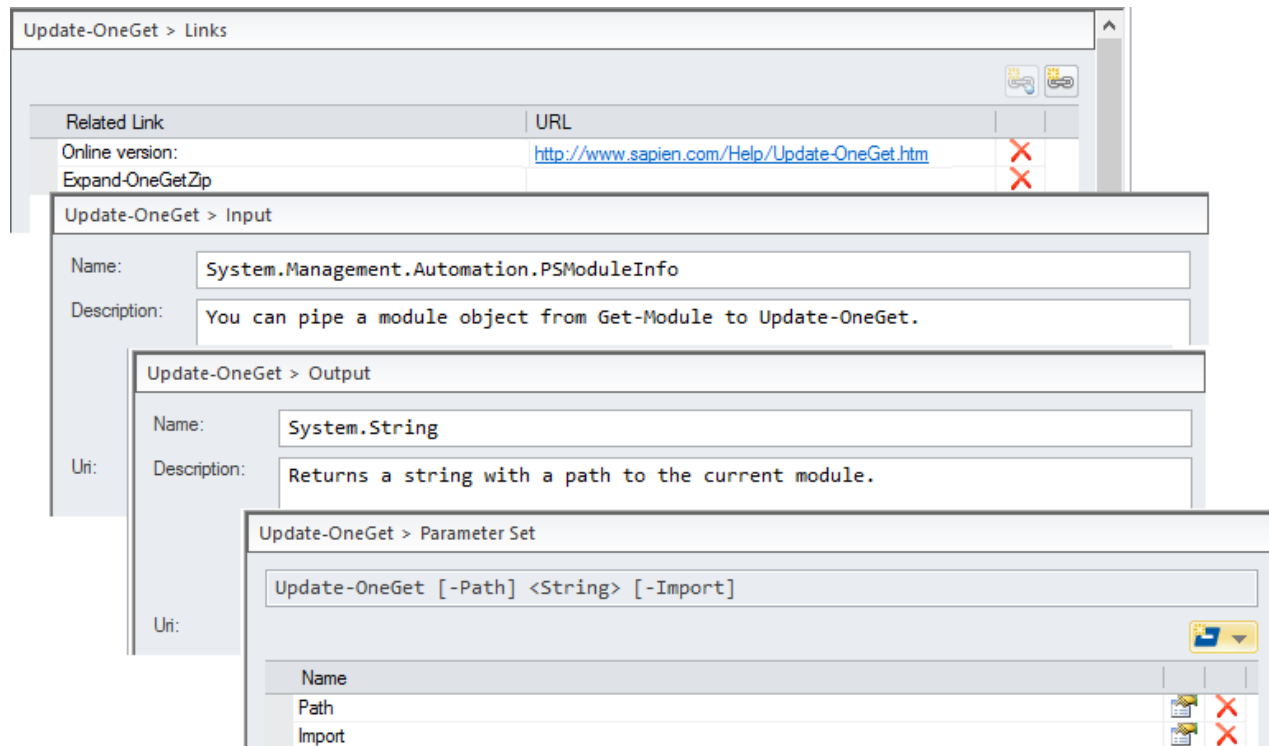 Update-OneGet > Links
Related Link URL
Online version: http://www.sapien.com/Help/Update-OneGet.htm
Expand-OneGetZip
Update-OneGet > Input
Name: System.Management.Automation.PSModuleInfo
Description: You can pipe a module object from Get-Module to Update-OneGet.
Update-OneGet > Output
Name: System.String
Uri:
Description: Returns a string with a path to the current module.
Update-OneGet > Parameter Set
Update-OneGet [-Path] <String> [-Import]
Uri:
Name
Path
Import